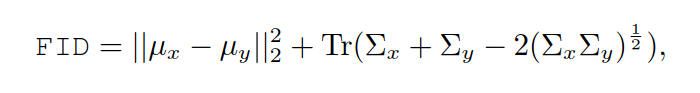 FID = ||μ_x − μ_y||_2^2 + Tr(Σ_x + Σ_y − 2(Σ_xΣ_y)^{1/2}),